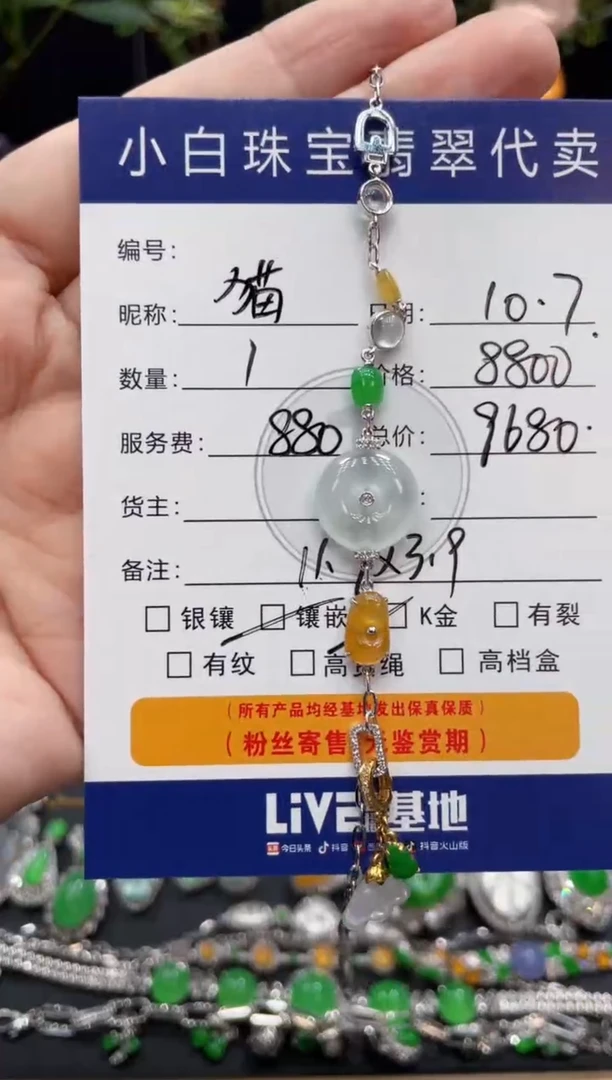 小白珠宝翡翠代卖
编号:
昵称: 猫 日期: 10.7.
数量: 1 价格: 8800
服务费: 880 总价: 9680.
货主: :
备注: ×3.9
□银镶 □镶嵌 □K金 □有裂
□有纹 □高 绳 □高档盒
(所有产品均经基地发出保真保质)
(粉丝寄售 鉴赏期)
LiVE基地
今日头条 抖音 抖音火山版